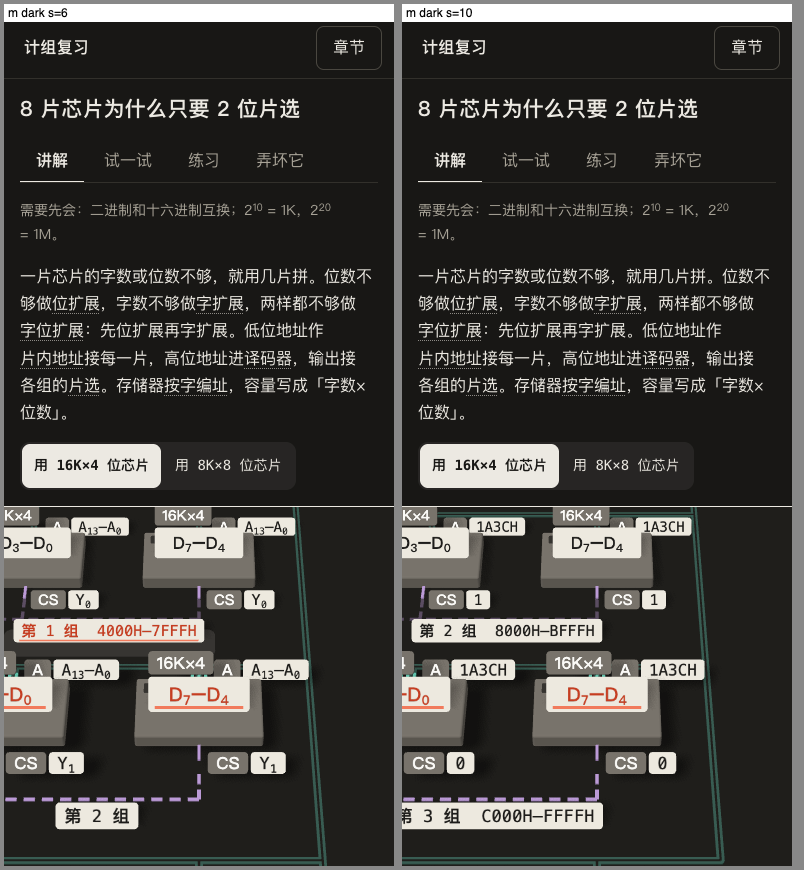 m dark s=6
计组复习
章节
8 片芯片为什么只要 2 位片选
讲解 试一试 练习 弄坏它
需要先会：二进制和十六进制互换；2¹⁰ = 1K，2²⁰
= 1M。
一片芯片的字数或位数不够，就用几片拼。位数不
够做位扩展，字数不够做字扩展，两样都不够做
字位扩展：先位扩展再字扩展。低位地址作
片内地址接每一片，高位地址进译码器，输出接
各组的片选。存储器按字编址，容量写成「字数×
位数」。
用 16K×4 位芯片 用 8K×8 位芯片
K×4 16K×4
A A₁₃—A₀ A A₁₃—A₀
D₃—D₀ D₇—D₄
CS Y₀ CS Y₀
第 1 组 4000H—7FFFH
4 16K×4
A A₁₃—A₀ A A₁₃—A₀
—D₀ D₇—D₄
CS Y₁ CS Y₁
第 2 组
m dark s=10
计组复习
章节
8 片芯片为什么只要 2 位片选
讲解 试一试 练习 弄坏它
需要先会：二进制和十六进制互换；2¹⁰ = 1K，2²⁰
= 1M。
一片芯片的字数或位数不够，就用几片拼。位数不
够做位扩展，字数不够做字扩展，两样都不够做
字位扩展：先位扩展再字扩展。低位地址作
片内地址接每一片，高位地址进译码器，输出接
各组的片选。存储器按字编址，容量写成「字数×
位数」。
用 16K×4 位芯片 用 8K×8 位芯片
K×4 16K×4
A 1A3CH A 1A3CH
D₃—D₀ D₇—D₄
CS 1 CS 1
第 2 组 8000H—BFFFH
16K×4
A 1A3CH A 1A3CH
—D₀ D₇—D₄
CS 0 CS 0
第 3 组 C000H—FFFFH